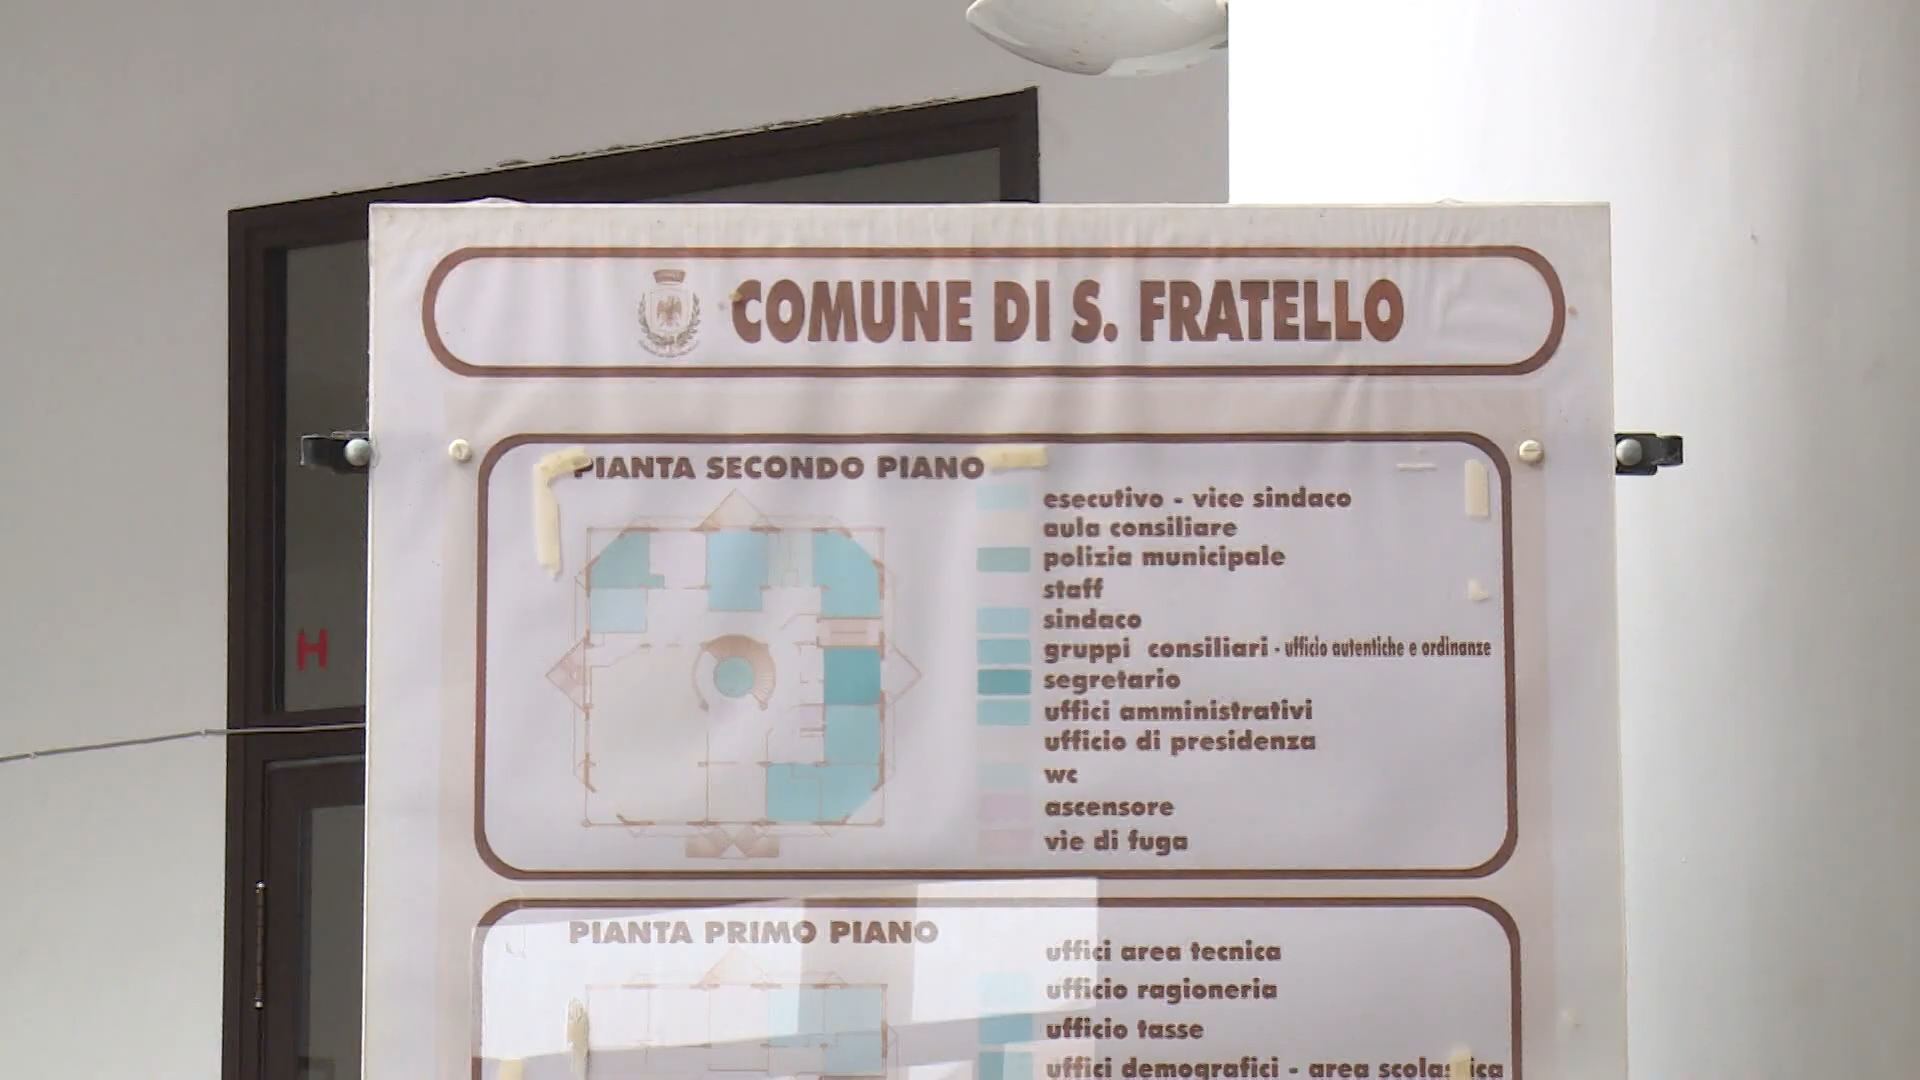 COMUNE DI S. FRATELLO
PIANTA SECONDO PIANO
esecutivo - vice sindaco
aula consiliare
polizia municipale
staff
sindaco
gruppi consiliari - ufficio autentiche e ordinanze
segretario
uffici amministrativi
ufficio di presidenza
wc
ascensore
vie di fuga
PIANTA PRIMO PIANO
uffici area tecnica
ufficio ragioneria
ufficio tasse
uffici demografici - area scolastica
H